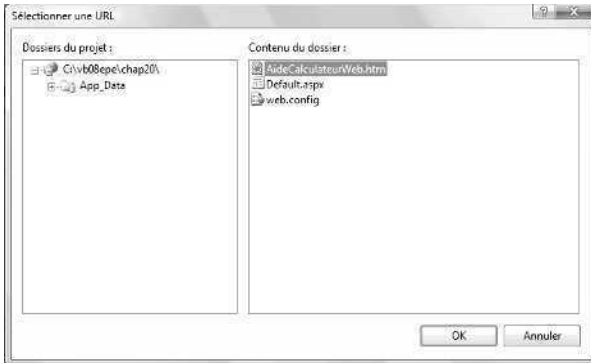 Sélectionner une URL
Dossiers du projet :
Contenu du dossier :
C:\vb08epe\chap20\
App_Data
AideCalculateurWeb.htm
Default.aspx
web.config
OK
Annuler